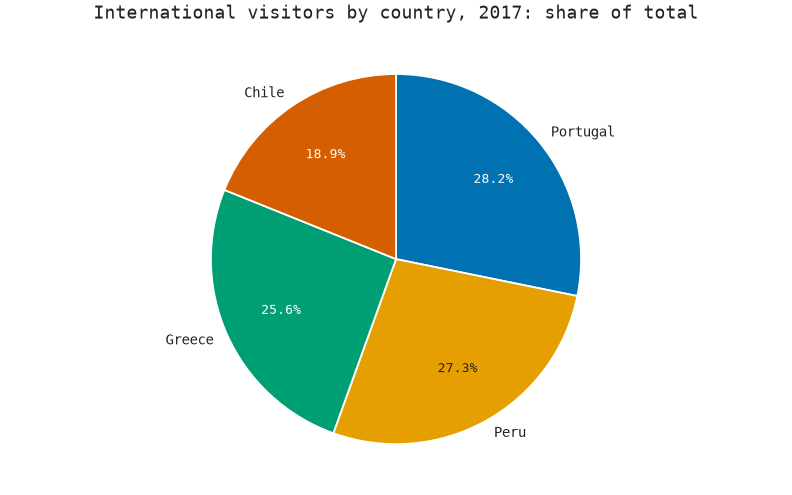 International visitors by country, 2017: share of total
Chile
Portugal
18.9%
28.2%
25.6%
Greece
27.3%
Peru